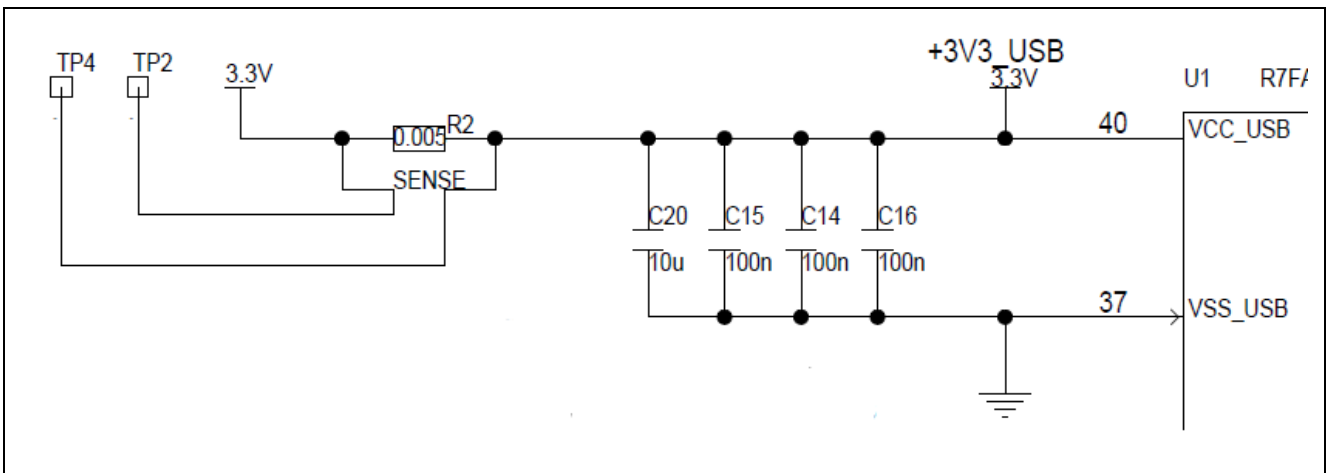 +3V3_USB
TP4 TP2 3.3V 3.3V U1 R7FA
R2 40
0.005 VCC_USB
SENSE
C20 C15 C14 C16
10u 100n 100n 100n
37 VSS_USB